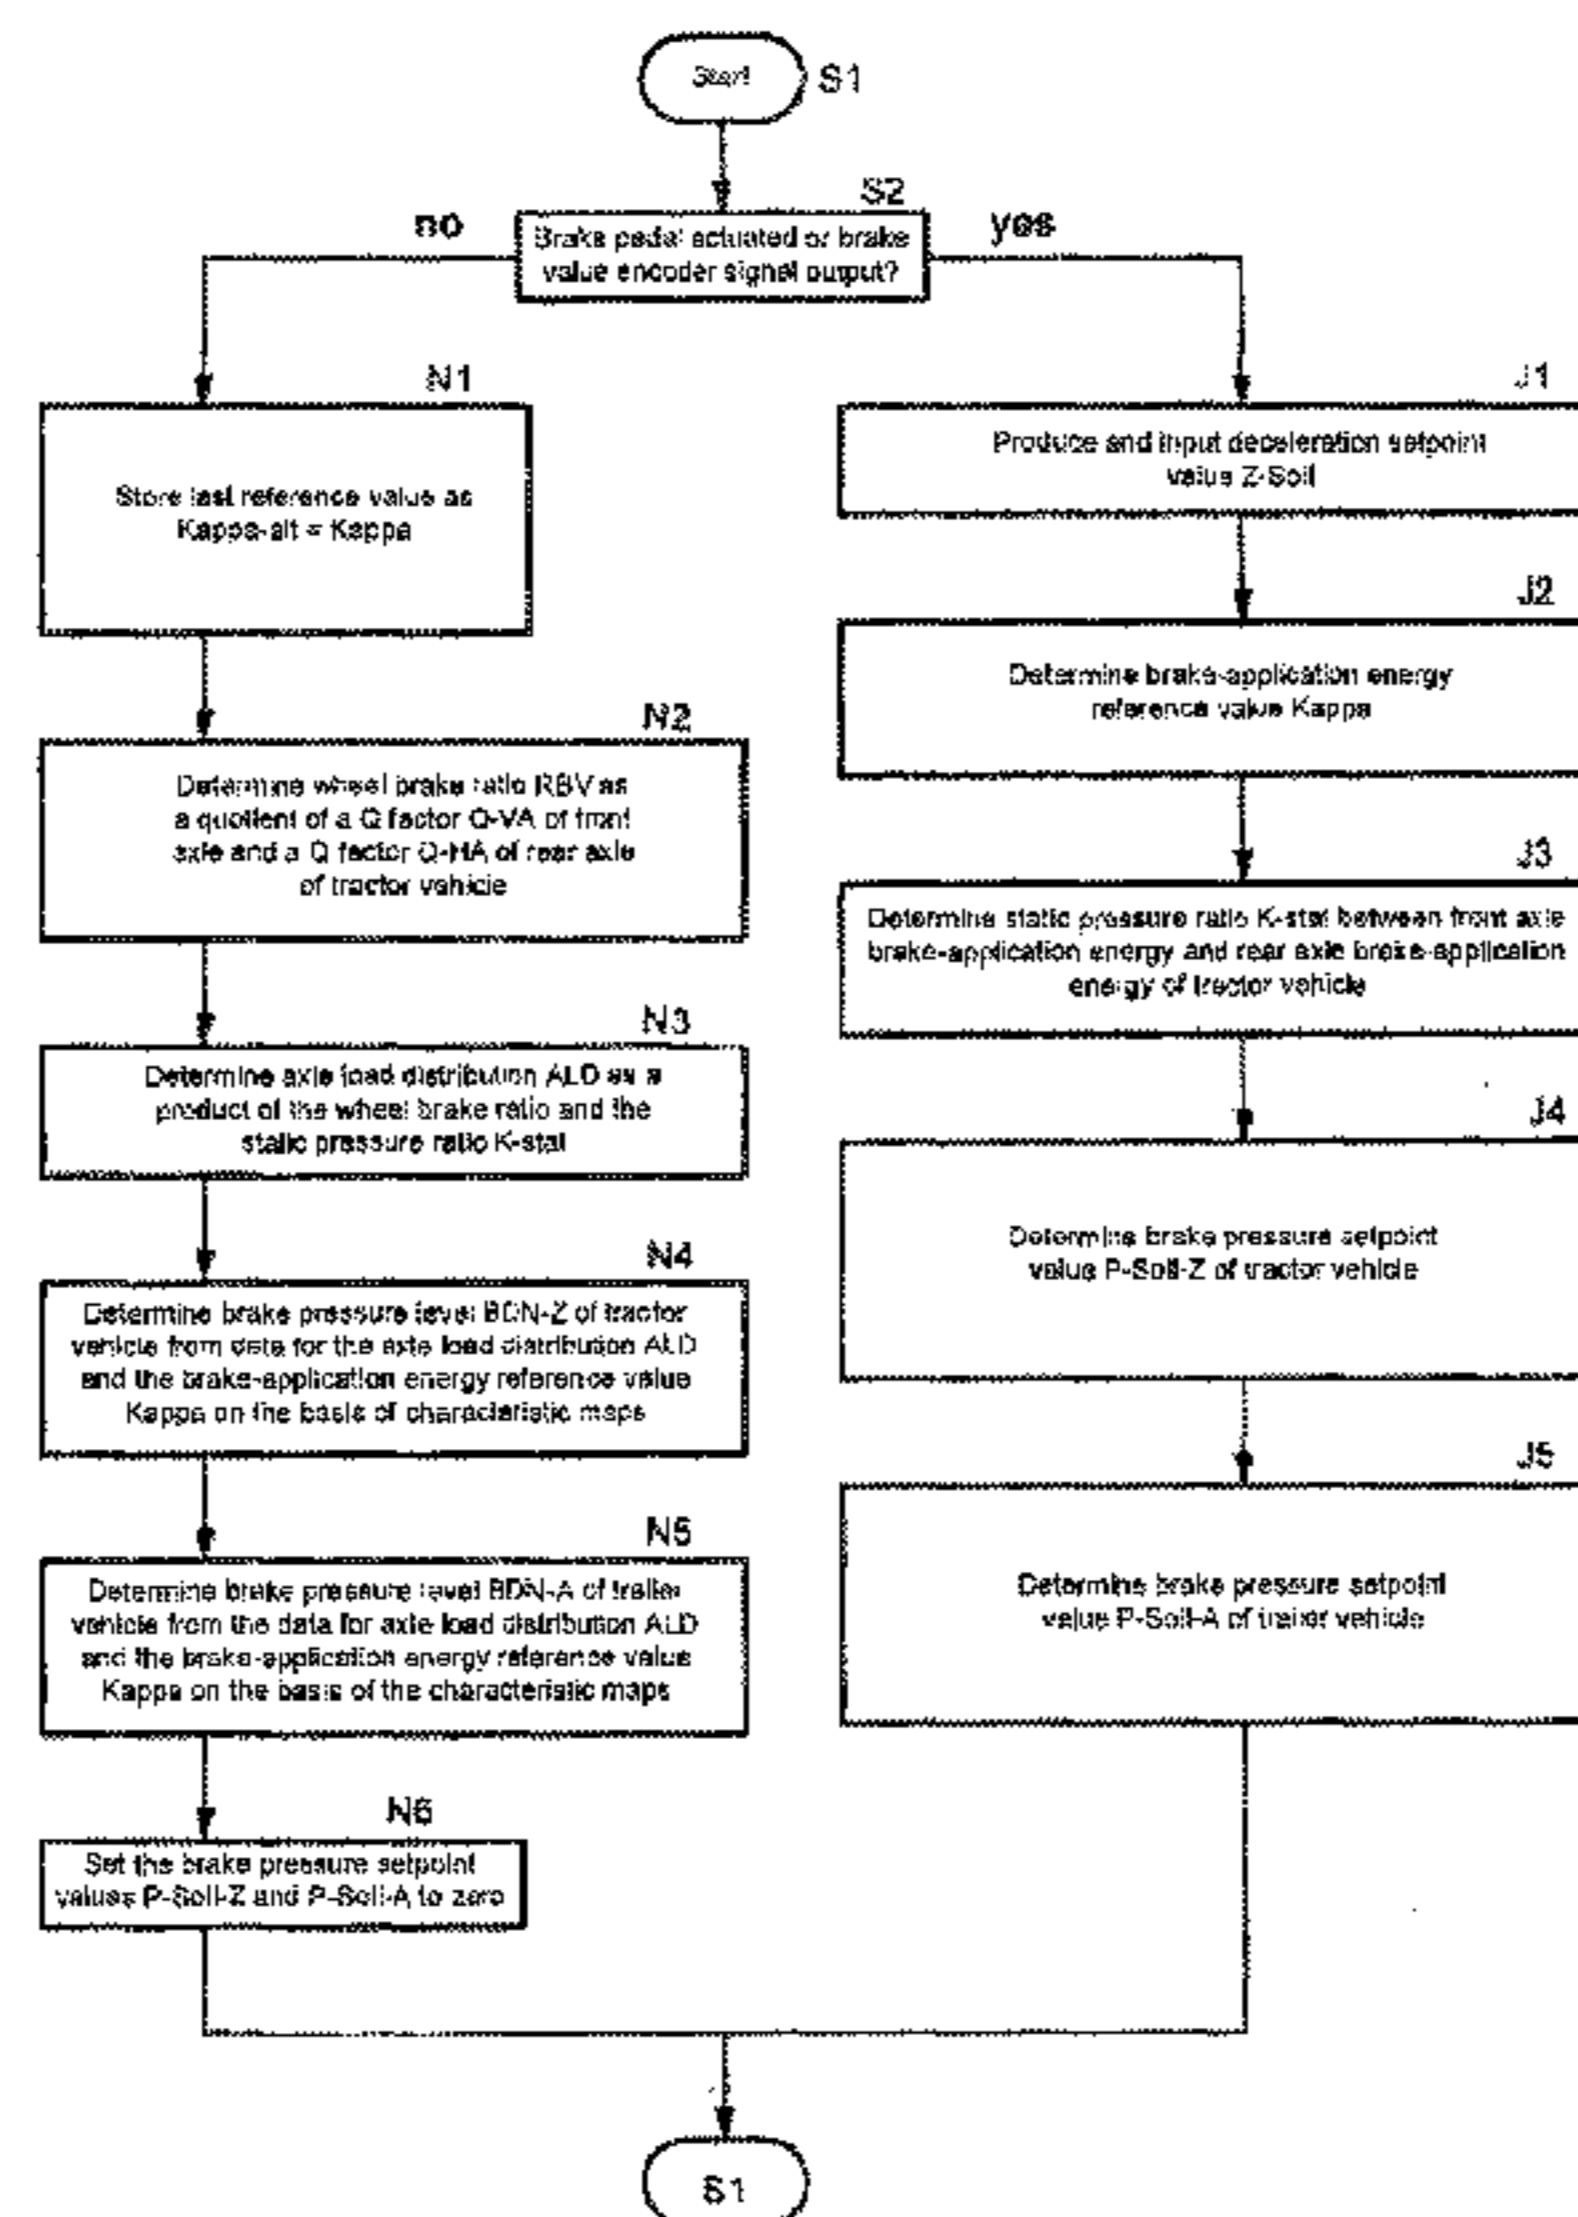 Start
S1
S2
no
yes
Brake pedal actuated or brake
value encoder signal output?
N1
Store last reference value as
Kappa-alt = Kappa
N2
Determine wheel brake ratio RBV as
a quotient of a Q factor Q-VA of front
axle and a Q factor Q-HA of rear axle
of tractor vehicle
N3
Determine axle load distribution ALD as a
product of the wheel brake ratio and the
static pressure ratio K-stat
N4
Determine brake pressure level BDN-Z of tractor
vehicle from data for the axle load distribution ALD
and the brake-application energy reference value
Kappa on the basis of characteristic maps
N5
Determine brake pressure level BDN-A of trailer
vehicle from the data for axle load distribution ALD
and the brake-application energy reference value
Kappa on the basis of the characteristic maps
N6
Set the brake pressure setpoint
values P-Soll-Z and P-Soll-A to zero
J1
Produce and input deceleration setpoint
value Z-Soll
J2
Determine brake-application energy
reference value Kappa
J3
Determine static pressure ratio K-stat between front axle
brake-application energy and rear axle brake-application
energy of tractor vehicle
J4
Determine brake pressure setpoint
value P-Soll-Z of tractor vehicle
J5
Determine brake pressure setpoint
value P-Soll-A of trailer vehicle
S1